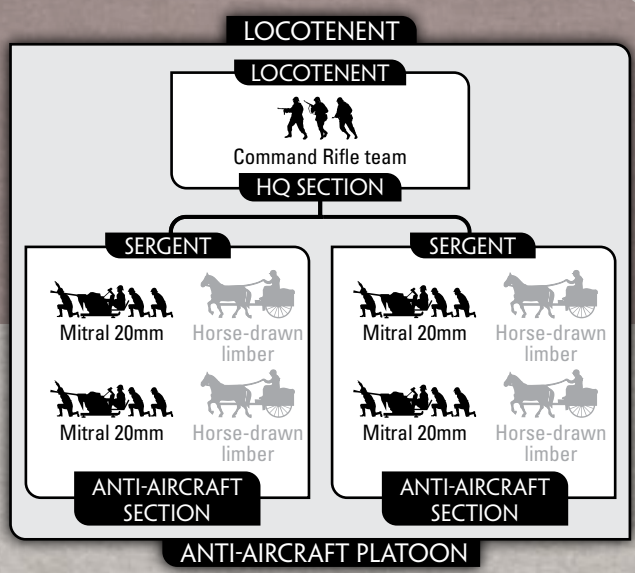 LOCOTENENT
LOCOTENENT
Command Rifle team
HQ SECTION
SERGENT
Mitral 20mm
Horse-drawn
limber
Mitral 20mm
Horse-drawn
limber
ANTI-AIRCRAFT
SECTION
SERGENT
Mitral 20mm
Horse-drawn
limber
Mitral 20mm
Horse-drawn
limber
ANTI-AIRCRAFT
SECTION
ANTI-AIRCRAFT PLATOON